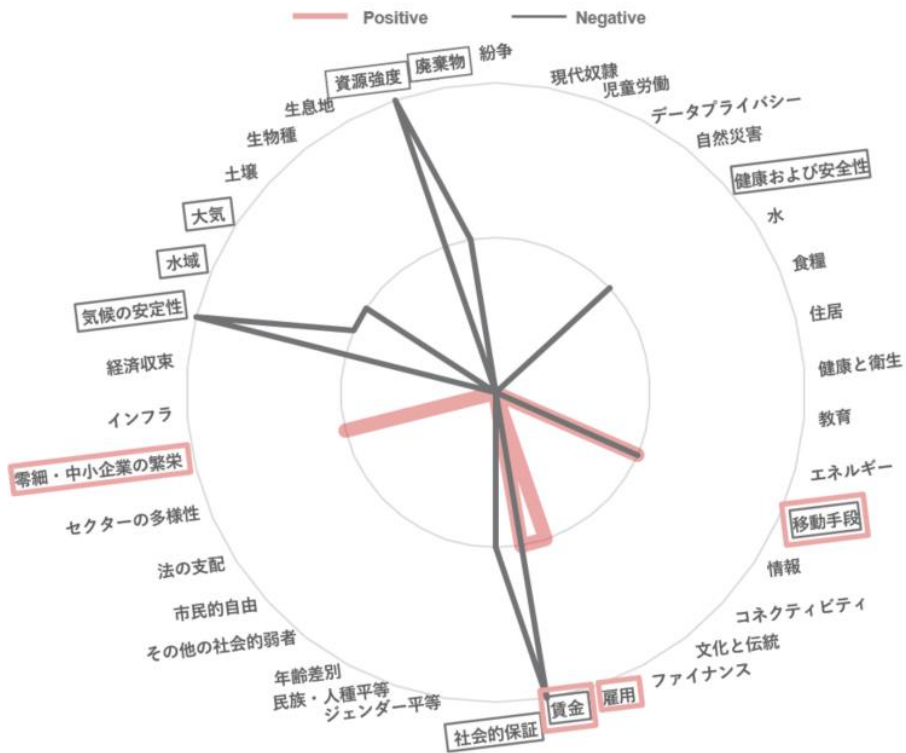 Positive
Negative
紛争
現代奴隷
児童労働
データプライバシー
自然災害
健康および安全性
水
食糧
住居
健康と衛生
教育
エネルギー
移動手段
情報
コネクティビティ
文化と伝統
ファイナンス
雇用
賃金
社会的保証
ジェンダー平等
民族・人種平等
年齢差別
その他の社会的弱者
市民的自由
法の支配
セクターの多様性
零細・中小企業の繁栄
インフラ
経済収束
気候の安定性
水域
大気
土壌
生物種
生息地
資源強度
廃棄物